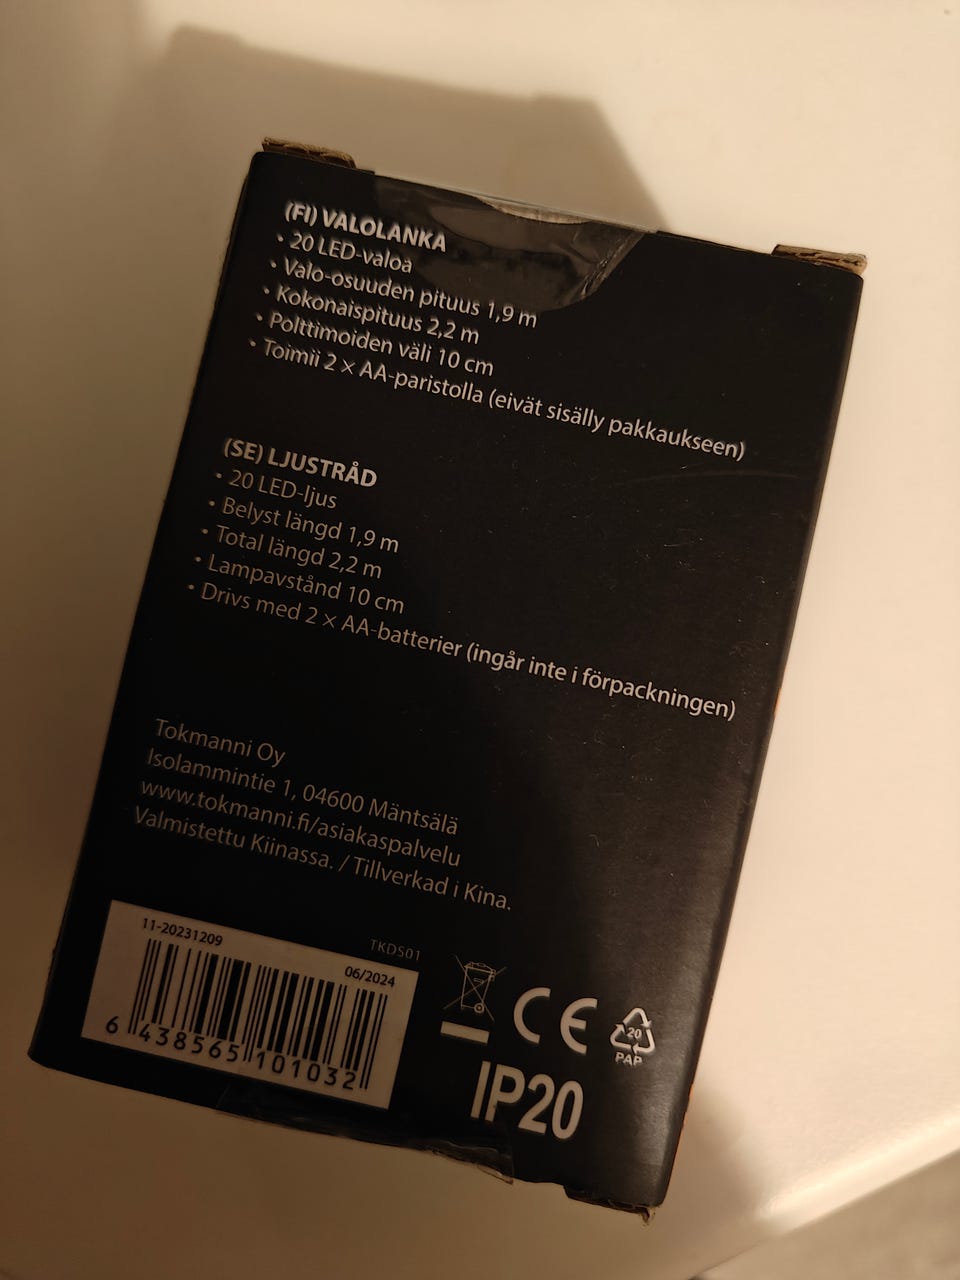 (FI) VALOLANKA
• 20 LED-valoa
• Valo-osuuden pituus 1,9 m
• Kokonaispituus 2,2 m
• Polttimoiden väli 10 cm
• Toimii 2 × AA-paristolla (eivät sisälly pakkaukseen)
(SE) LJUSTRÅD
• 20 LED-ljus
• Belyst längd 1,9 m
• Total längd 2,2 m
• Lampavstånd 10 cm
• Drivs med 2 × AA-batterier (ingår inte i förpackningen)
Tokmanni Oy
Isolammintie 1, 04600 Mäntsälä
www.tokmanni.fi/asiakaspalvelu
Valmistettu Kiinassa. / Tillverkad i Kina.
TKDS01
11-20231209
06/2024
6 438565 101032
CE
20
PAP
IP20